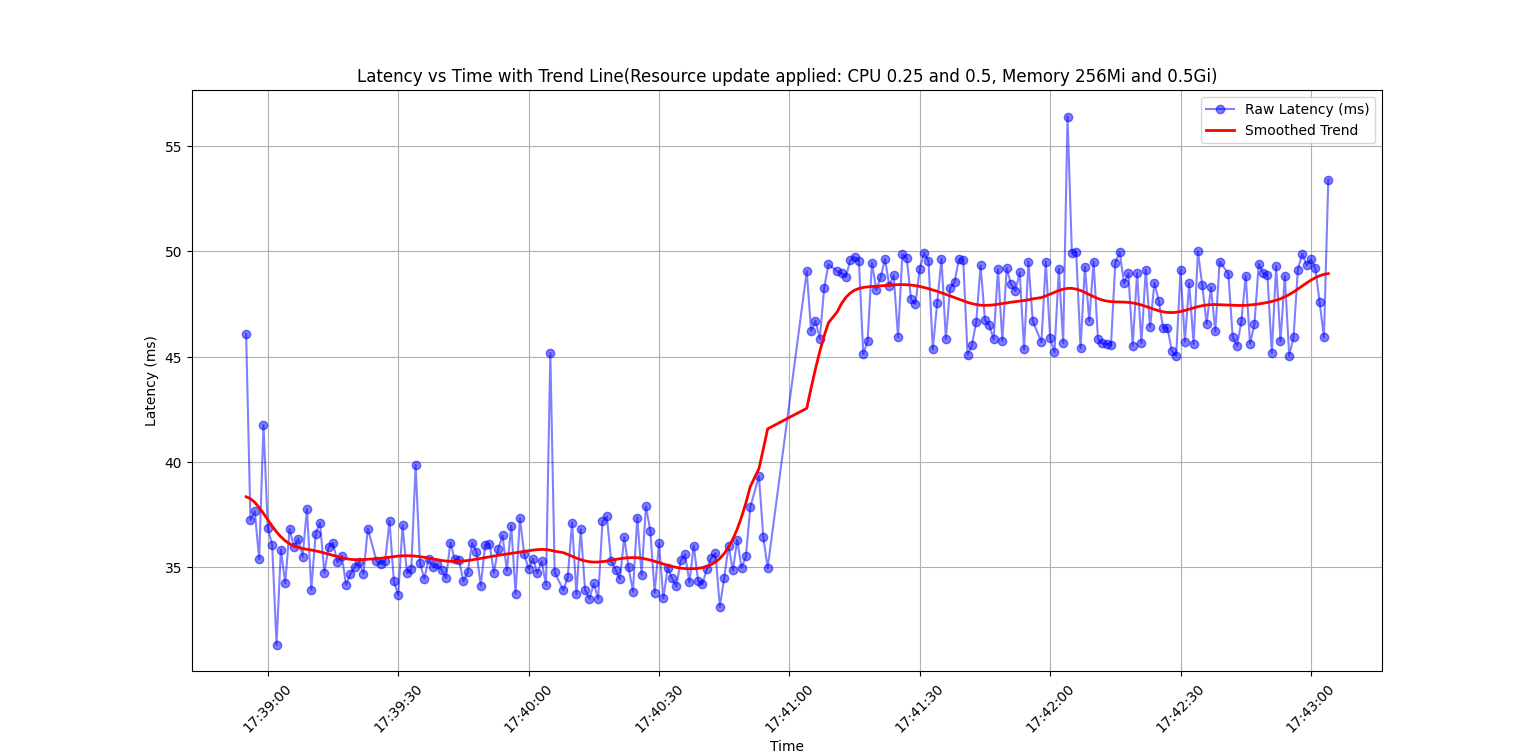 Latency vs Time with Trend Line(Resource update applied: CPU 0.25 and 0.5, Memory 256Mi and 0.5Gi)
Raw Latency (ms)
Smoothed Trend
55
50
45
40
35
Latency (ms)
17:39:00
17:39:30
17:40:00
17:40:30
17:41:00
17:41:30
17:42:00
17:42:30
17:43:00
Time